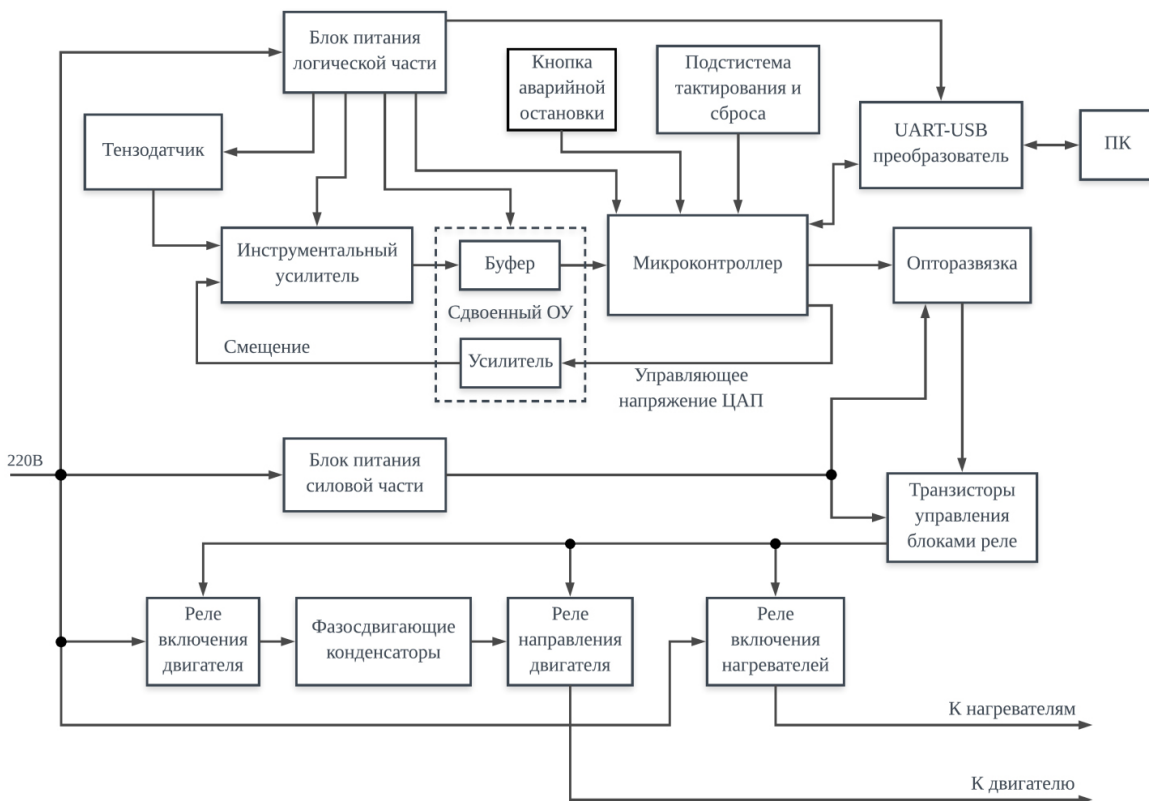 Блок питания
логической части
Кнопка
аварийной
остановки
Подстистема
тактирования и
сброса
UART-USB
преобразователь
ПК
Тензодатчик
Инструментальный
усилитель
Буфер
Сдвоенный ОУ
Усилитель
Микроконтроллер
Опторазвязка
Смещение
Управляющее
напряжение ЦАП
220В
Блок питания
силовой части
Транзисторы
управления
блоками реле
Реле
включения
двигателя
Фазосдвигающие
конденсаторы
Реле
направления
двигателя
Реле
включения
нагревателей
К нагревателям
К двигателю